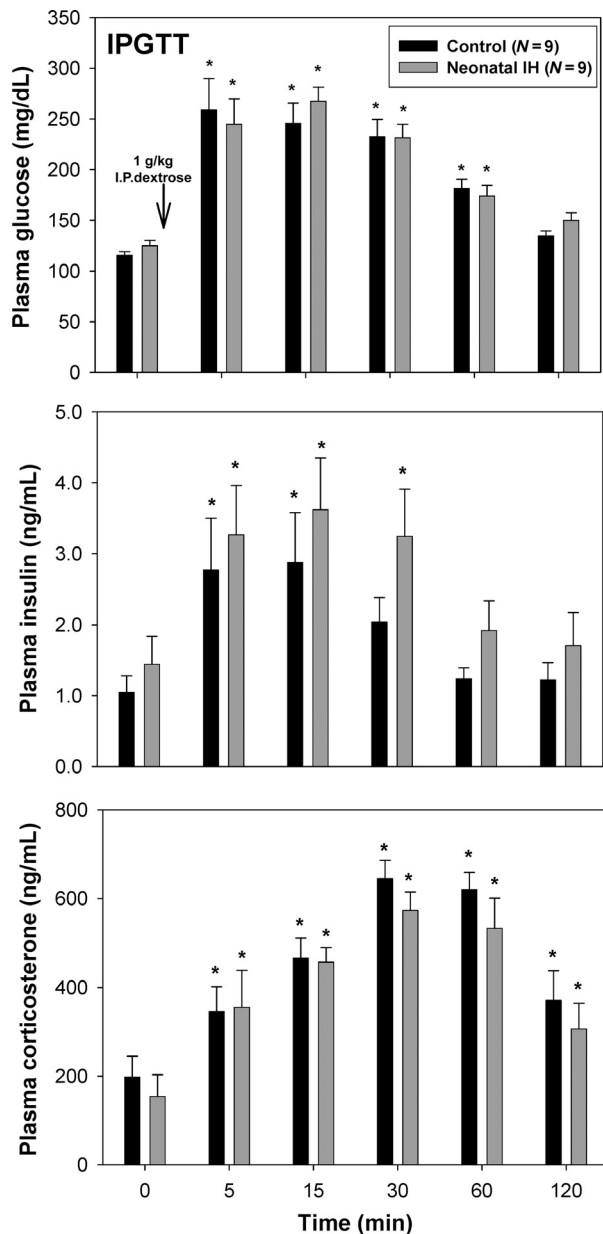 IPGTT
Control (N=9)
Neonatal IH (N=9)
Plasma glucose (mg/dL)
350
300
250
200
150
100
50
0
1 g/kg
I.P.dextrose
* * * * * * * *
Plasma insulin (ng/mL)
5.0
4.0
3.0
2.0
1.0
0.0
* * * * *
Plasma corticosterone (ng/mL)
800
600
400
200
0
* * * * * * * * * *
0 5 15 30 60 120
Time (min)